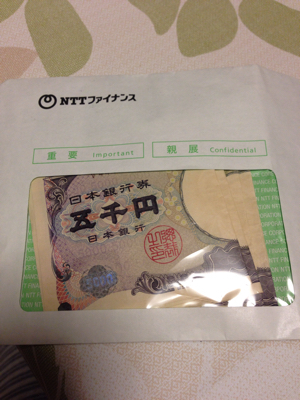 NTTファイナンス
重要 Important
親展 Confidential
日本銀行券
五千円
日本銀行